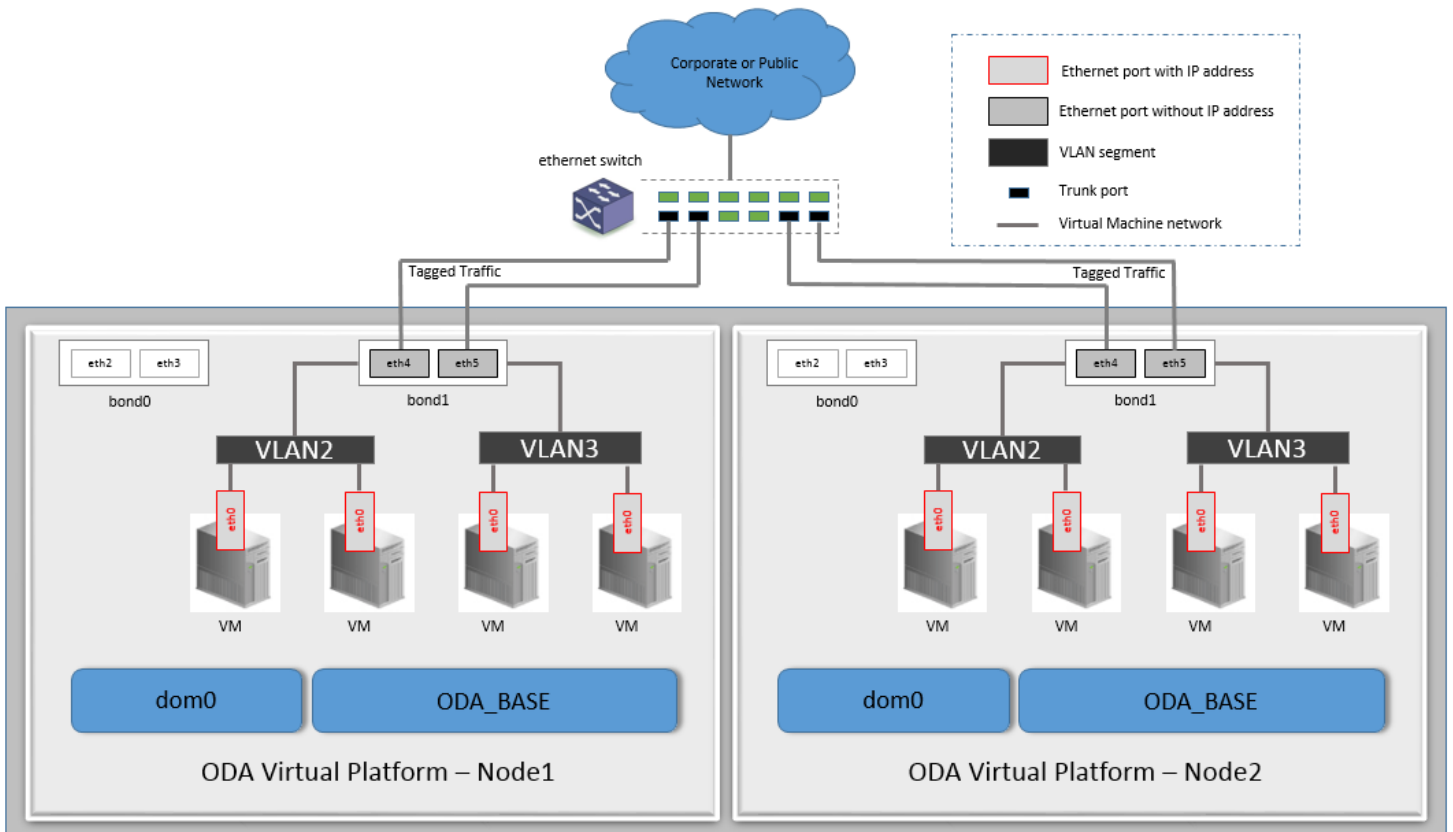 Corporate or Public
Network
ethernet switch
Ethernet port with IP address
Ethernet port without IP address
VLAN segment
Trunk port
Virtual Machine network
Tagged Traffic
Tagged Traffic
eth2
eth3
bond0
eth4
eth5
bond1
VLAN2
VLAN3
eth0
eth0
eth0
eth0
VM
VM
VM
VM
dom0
ODA_BASE
ODA Virtual Platform – Node1
eth2
eth3
bond0
eth4
eth5
bond1
VLAN2
VLAN3
eth0
eth0
eth0
eth0
VM
VM
VM
VM
dom0
ODA_BASE
ODA Virtual Platform – Node2